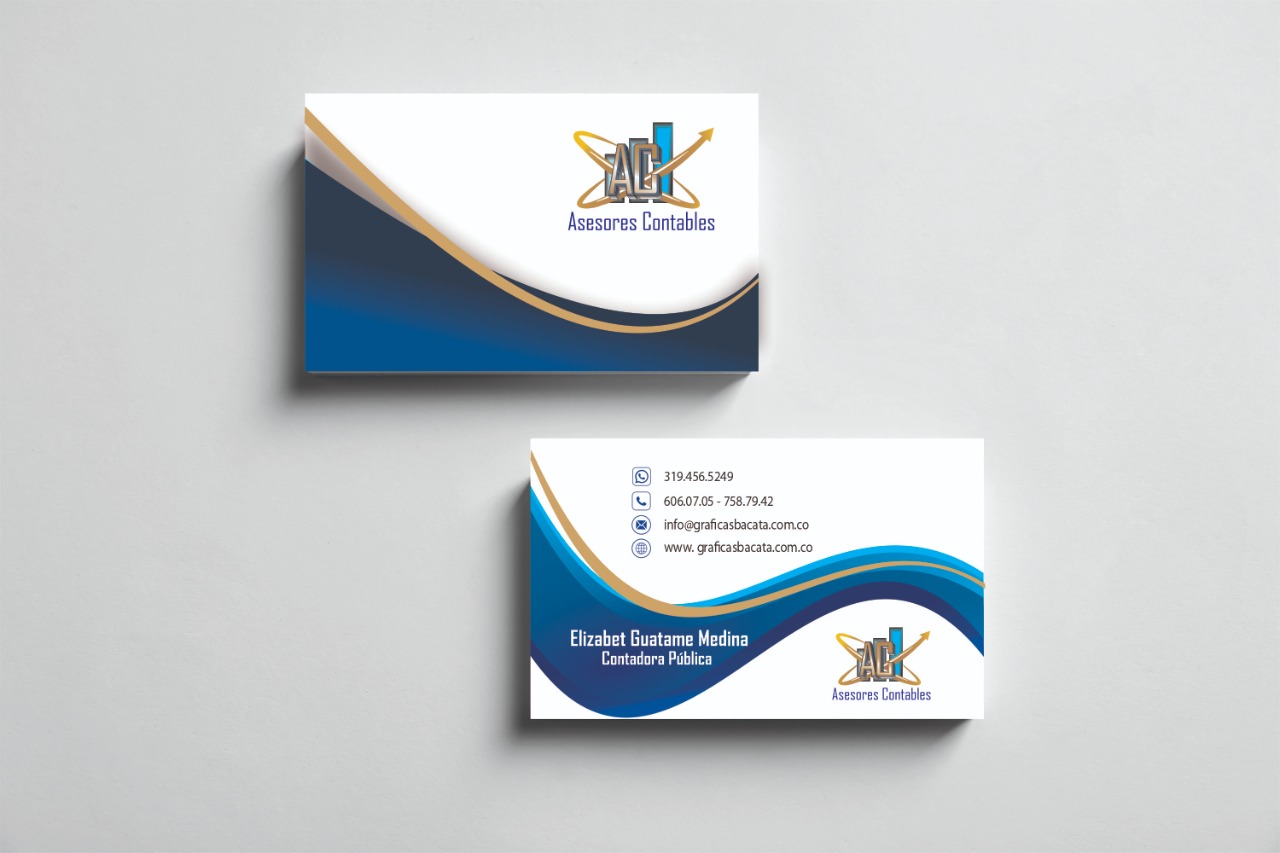 AC
Asesores Contables
319.456.5249
606.07.05 - 758.79.42
info@graficasbacata.com.co
www. graficasbacata.com.co
Elizabet Guatame Medina
Contadora Pública
AC
Asesores Contables